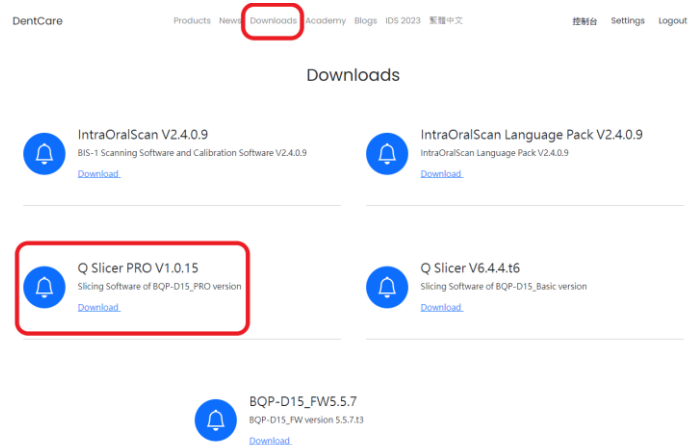 DentCare Products News Downloads Academy Blogs IDS 2023 繁體中文 控制台 Settings Logout
Downloads
IntraOralScan V2.4.0.9
BIS-1 Scanning Software and Calibration Software V2.4.0.9
Download
IntraOralScan Language Pack V2.4.0.9
IntraOralScan Language Pack V2.4.0.9
Download
Q Slicer PRO V1.0.15
Slicing Software of BQP-D15_PRO version
Download
Q Slicer V6.4.4.t6
Slicing Software of BQP-D15_Basic version
Download
BQP-D15_FW5.5.7
BQP-D15_FW version 5.5.7.t3
Download